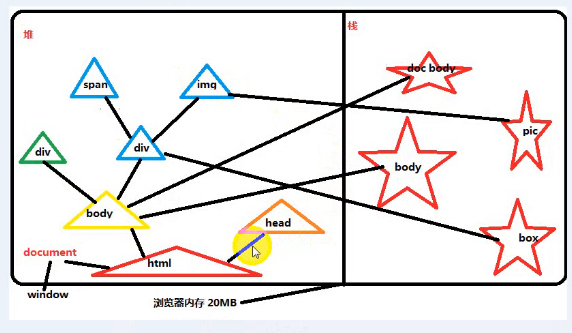 堆
栈
span
img
doc body
div
div
pic
body
body
head
box
document
html
window
浏览器内存 20MB